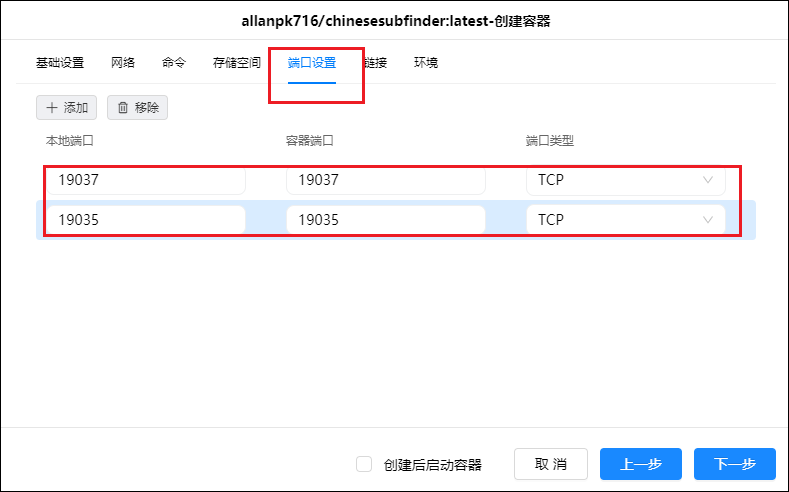 allanpk716/chinesesubfinder:latest-创建容器
基础设置 网络 命令 存储空间 端口设置 链接 环境
添加 移除
本地端口 容器端口 端口类型
19037 19037 TCP
19035 19035 TCP
创建后启动容器 取消 上一步 下一步